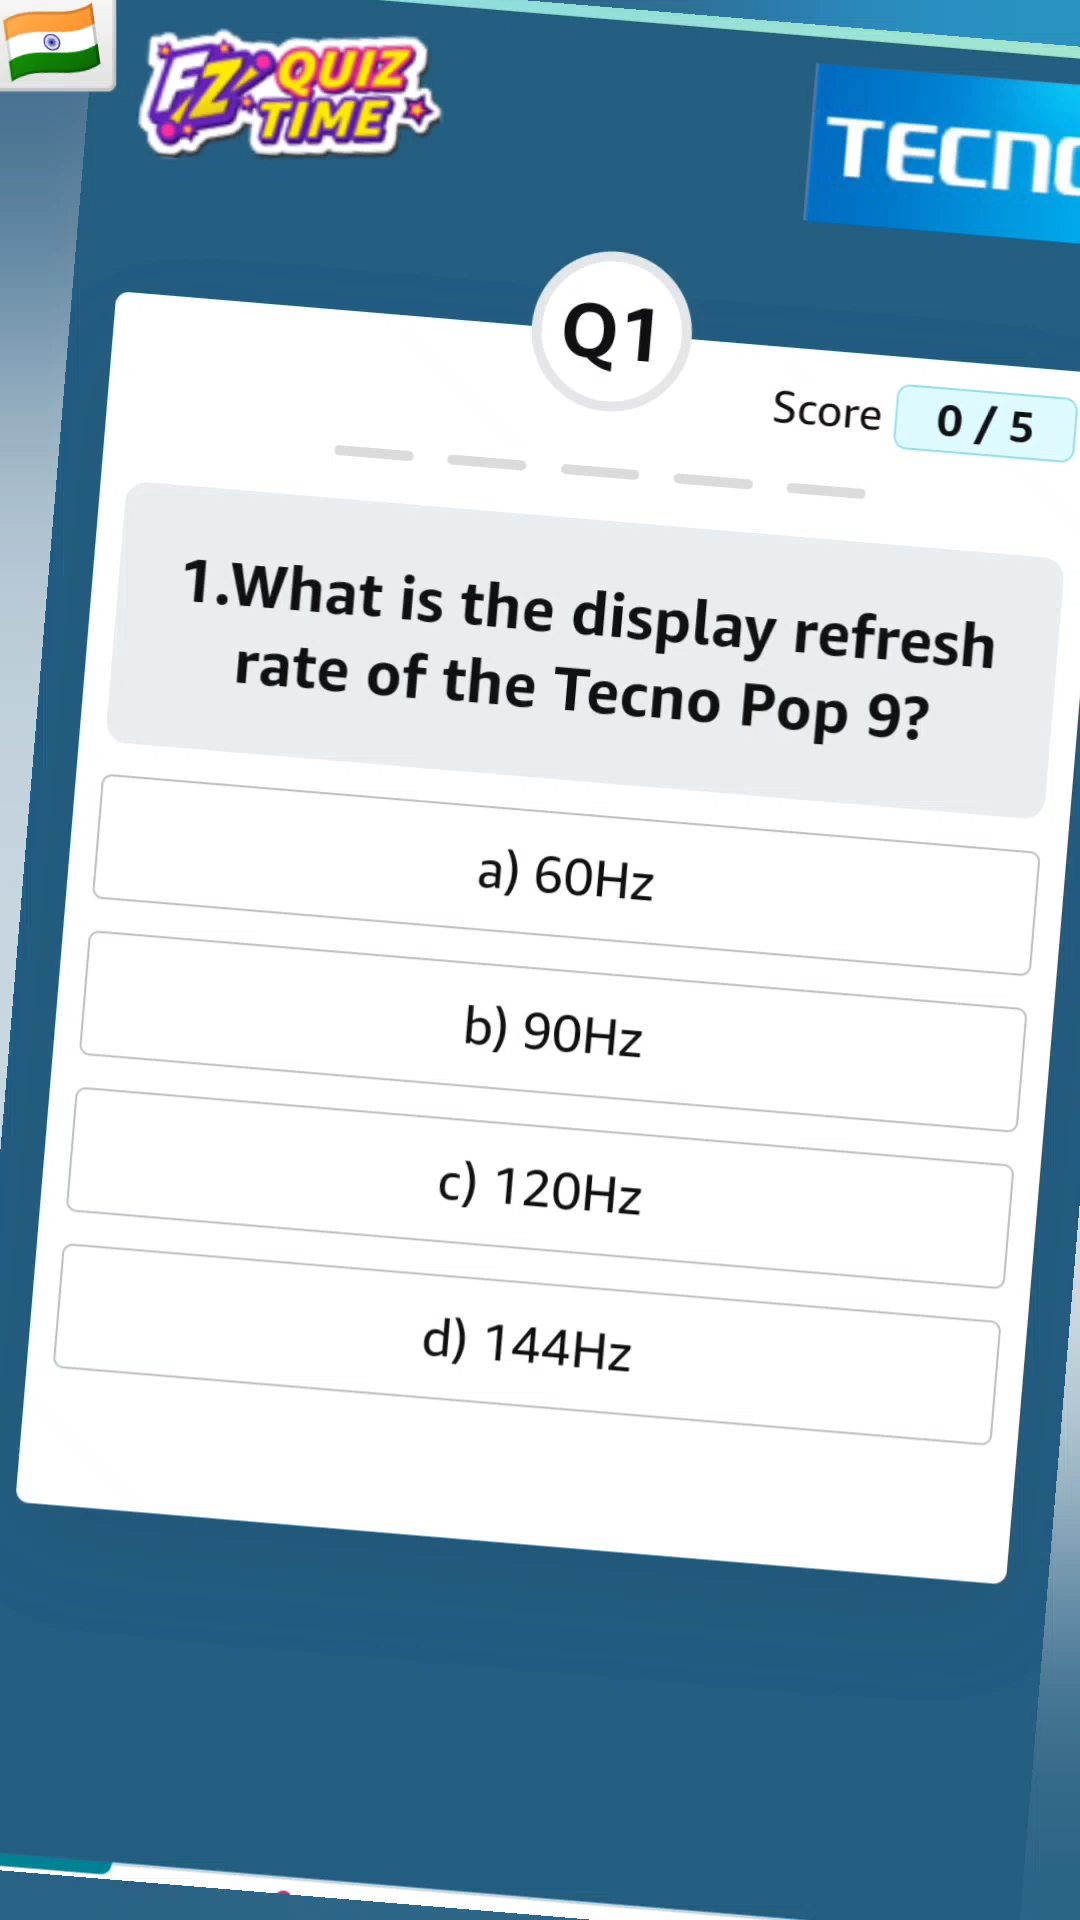 FZ QUIZ
TIME
TECNO
Q1
Score 0 / 5
1.What is the display refresh
rate of the Tecno Pop 9?
a) 60Hz
b) 90Hz
c) 120Hz
d) 144Hz